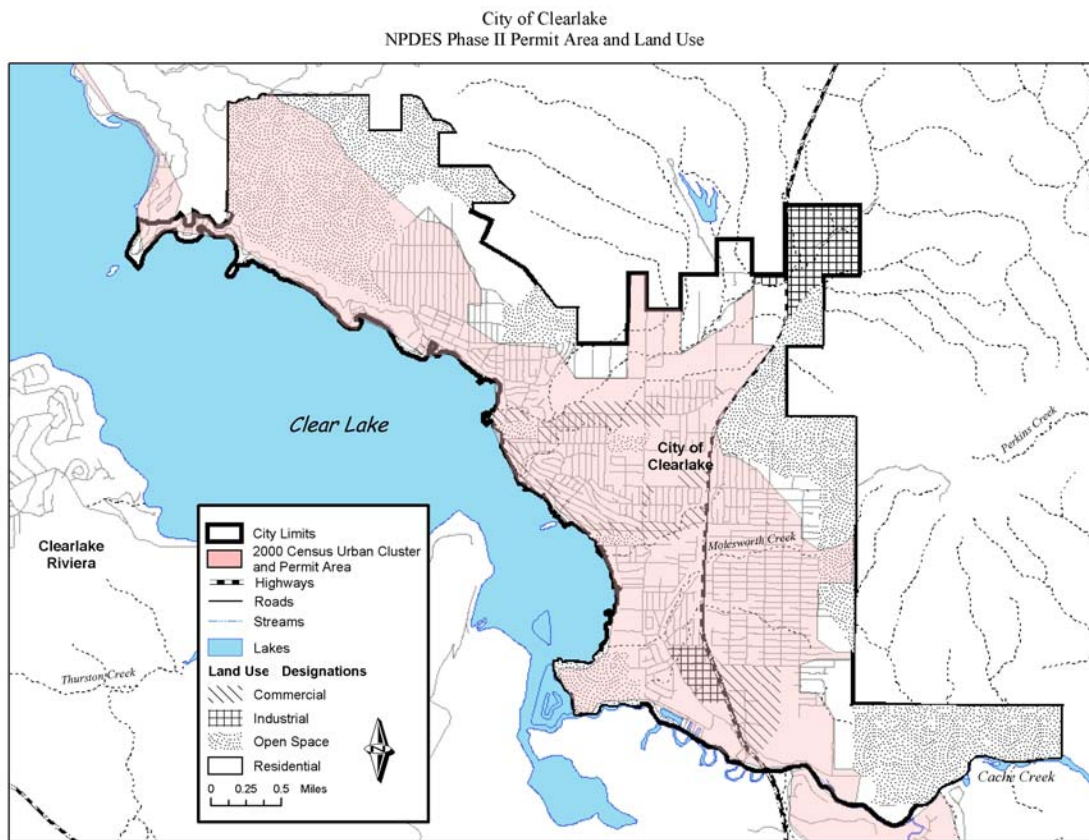 City of Clearlake
NPDES Phase II Permit Area and Land Use
Clear Lake
City of
Clearlake
Perkins Creek
Molesworth Creek
Clearlake
Riviera
Thurston Creek
Cache Creek
City Limits
2000 Census Urban Cluster
and Permit Area
Highways
Roads
Streams
Lakes
Land Use Designations
Commercial
Industrial
Open Space
Residential
N
0 0.25 0.5 Miles